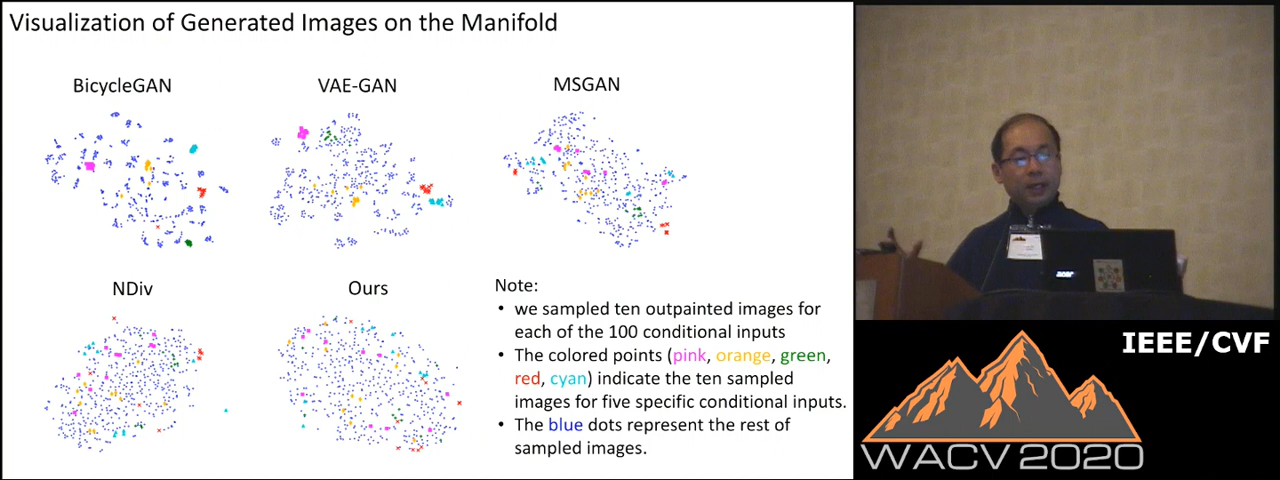 Visualization of Generated Images on the Manifold
BicycleGAN
VAE-GAN
MSGAN
NDiv
Ours
Note:
• we sampled ten outpainted images for
each of the 100 conditional inputs
• The colored points (pink, orange, green,
red, cyan) indicate the ten sampled
images for five specific conditional inputs.
• The blue dots represent the rest of
sampled images.
acer
IEEE/CVF
WACV 2020